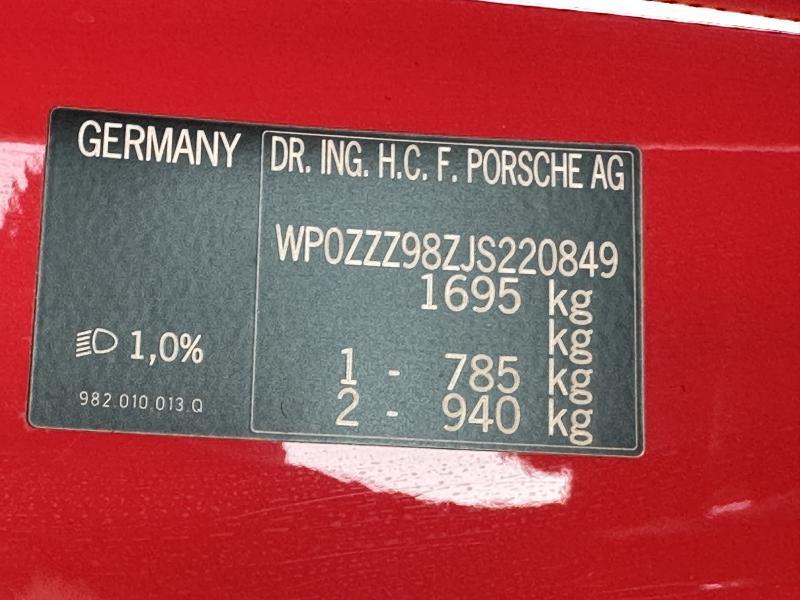 GERMANY
DR. ING. H.C. F. PORSCHE AG
WP0ZZZ98ZJS220849
1695 kg
kg
1 - 785 kg
2 - 940 kg
1,0%
982.010.013.Q